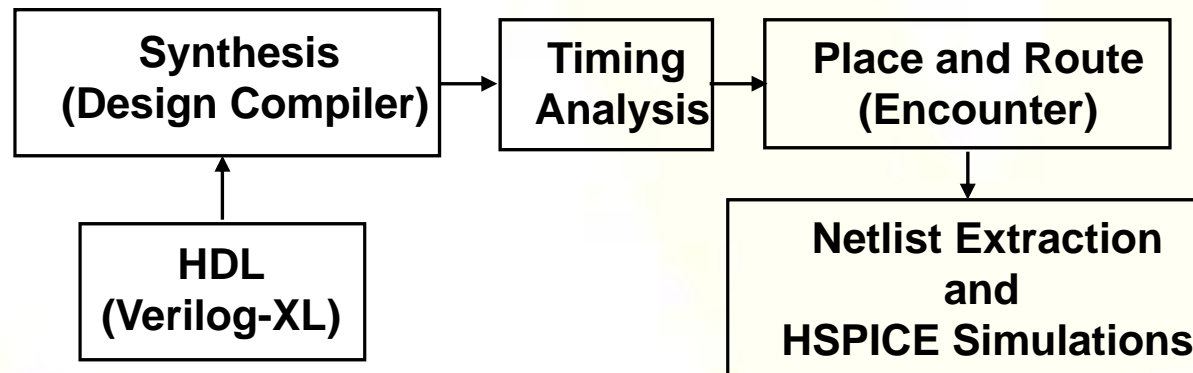 Synthesis
(Design Compiler)
Timing
Analysis
Place and Route
(Encounter)
HDL
(Verilog-XL)
Netlist Extraction
and
HSPICE Simulations